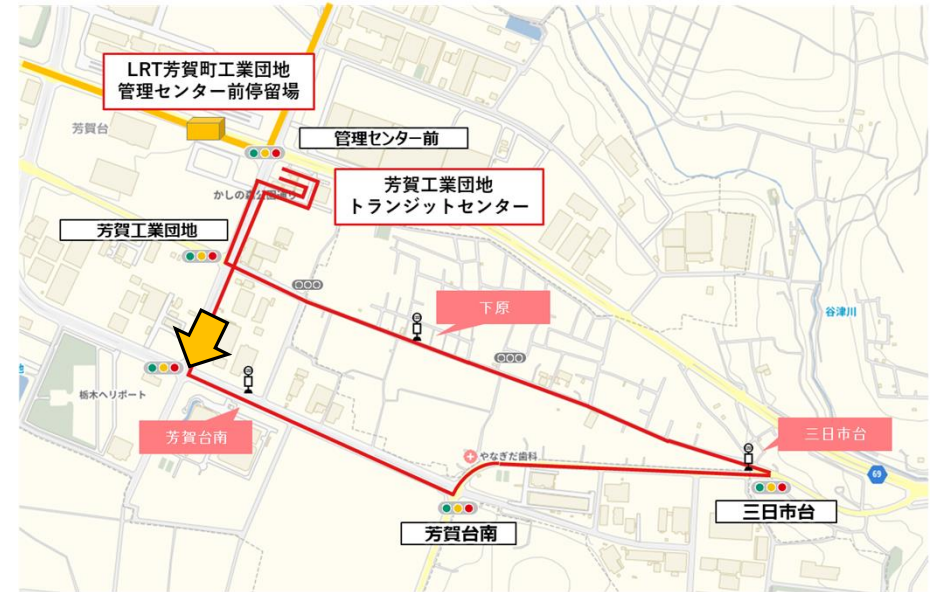 LRT芳賀町工業団地
管理センター前停留場
芳賀台
管理センター前
芳賀工業団地
トランジットセンター
かしの森公園通り
芳賀工業団地
下原
谷津川
栃木ヘリポート
芳賀台南
やなぎだ歯科
三日市台
69
三日市台
芳賀台南